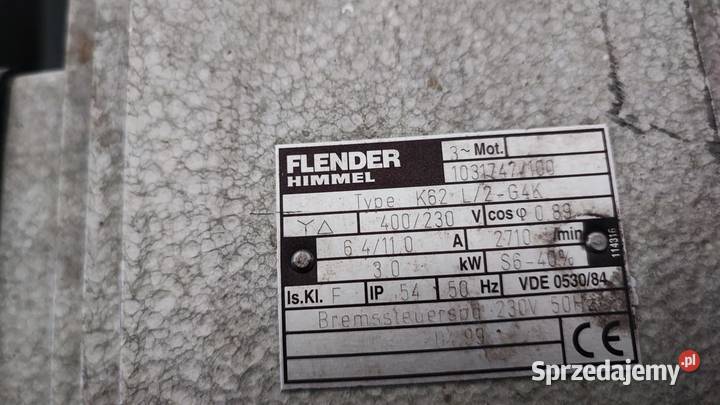 FLENDER
HIMMEL
3~ Mot.
1031747/100
Type K62 L/2-G4K
Y△ 400/230 V cosφ 0.89
6.4/11.0 A 2710 /min
3.0 kW S6-40%
Is.Kl. F IP 54 50 Hz VDE 0530/84
Bremssteuerspg. 230V 50Hz
99
CE
114316
Sprzedajemy.pl